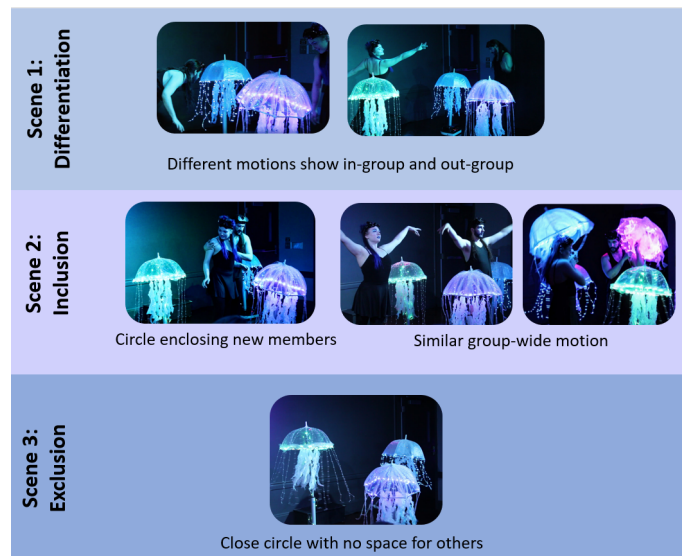 Scene 1:
Differentiation
Different motions show in-group and out-group
Scene 2:
Inclusion
Circle enclosing new members
Similar group-wide motion
Scene 3:
Exclusion
Close circle with no space for others